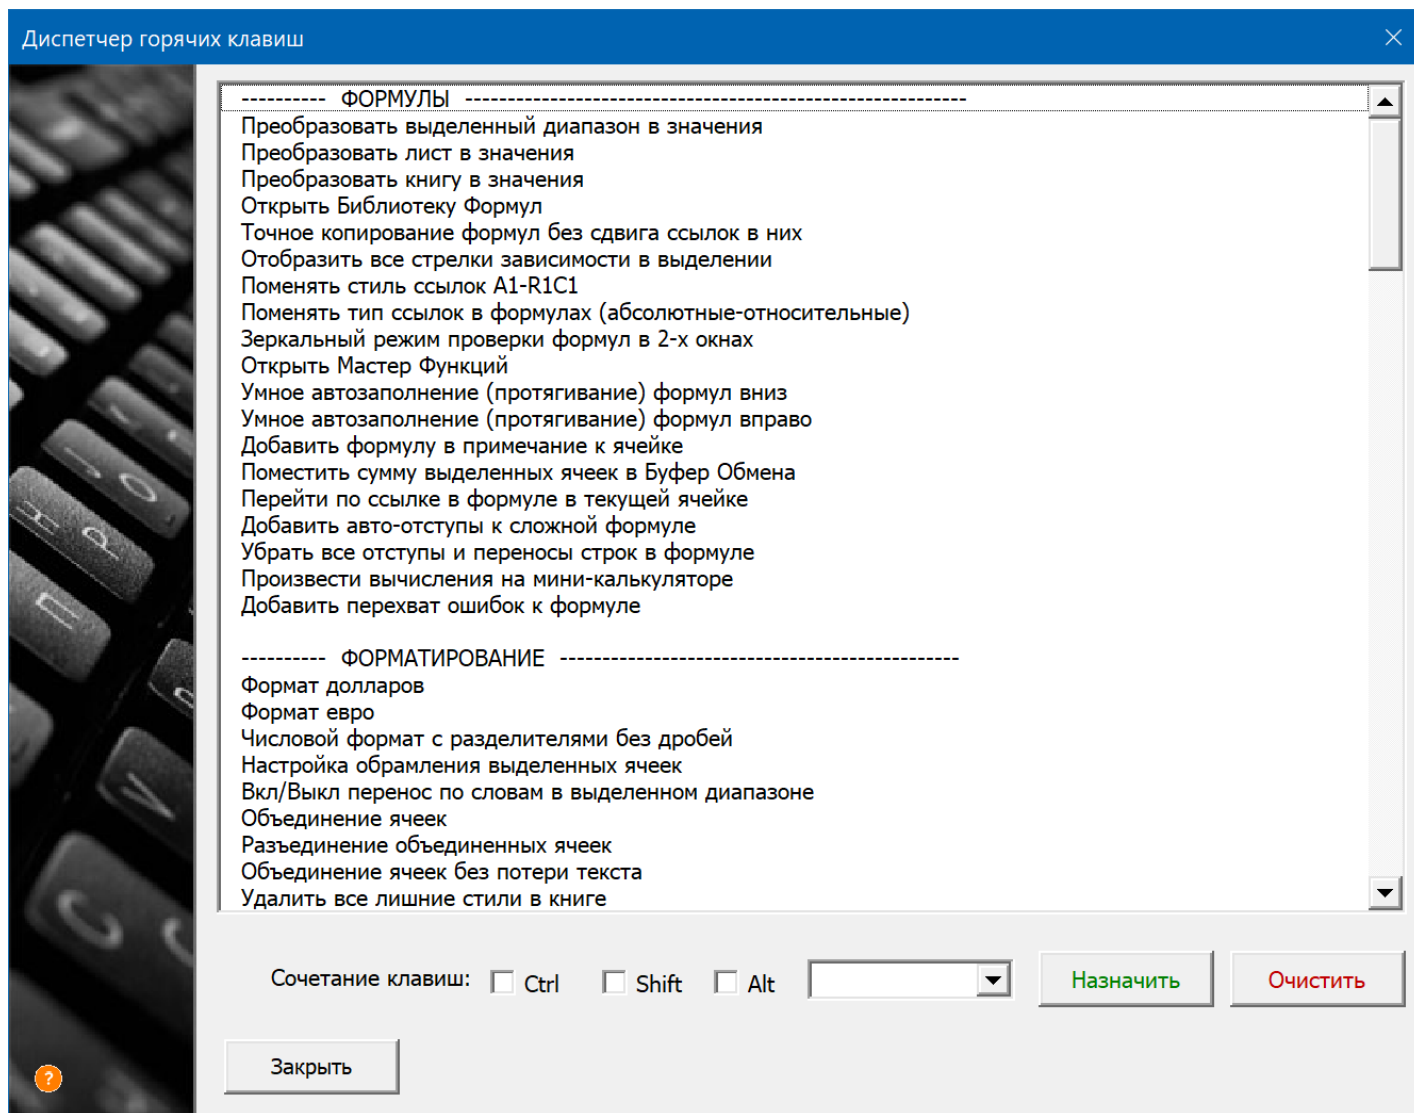 Диспетчер горячих клавиш
---------- ФОРМУЛЫ -----------------------------------------------------------
Преобразовать выделенный диапазон в значения
Преобразовать лист в значения
Преобразовать книгу в значения
Открыть Библиотеку Формул
Точное копирование формул без сдвига ссылок в них
Отобразить все стрелки зависимости в выделении
Поменять стиль ссылок A1-R1C1
Поменять тип ссылок в формулах (абсолютные-относительные)
Зеркальный режим проверки формул в 2-х окнах
Открыть Мастер Функций
Умное автозаполнение (протягивание) формул вниз
Умное автозаполнение (протягивание) формул вправо
Добавить формулу в примечание к ячейке
Поместить сумму выделенных ячеек в Буфер Обмена
Перейти по ссылке в формуле в текущей ячейке
Добавить авто-отступы к сложной формуле
Убрать все отступы и переносы строк в формуле
Произвести вычисления на мини-калькуляторе
Добавить перехват ошибок к формуле
---------- ФОРМАТИРОВАНИЕ -----------------------------------------------
Формат долларов
Формат евро
Числовой формат с разделителями без дробей
Настройка обрамления выделенных ячеек
Вкл/Выкл перенос по словам в выделенном диапазоне
Объединение ячеек
Разъединение объединенных ячеек
Объединение ячеек без потери текста
Удалить все лишние стили в книге
Сочетание клавиш: Ctrl Shift Alt Назначить Очистить
Закрыть
?